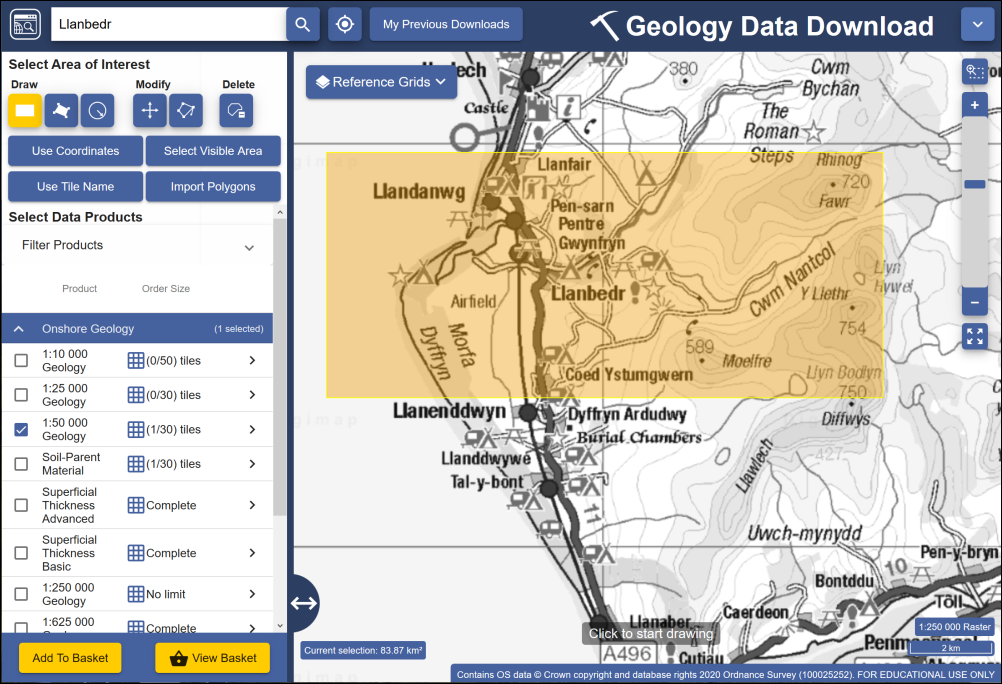 Llanbedr
My Previous Downloads
Geology Data Download
Select Area of Interest
Draw
Modify
Delete
Use Coordinates
Select Visible Area
Use Tile Name
Import Polygons
Select Data Products
Filter Products
Product
Order Size
Onshore Geology
(1 selected)
1:10 000
Geology
(0/50) tiles
1:25 000
Geology
(0/30) tiles
1:50 000
Geology
(1/30) tiles
Soil-Parent
Material
(1/30) tiles
Superficial
Thickness
Advanced
Complete
Superficial
Thickness
Basic
Complete
1:250 000
Geology
No limit
1:625 000
Complete
Add To Basket
View Basket
Reference Grids
Castle
i
380
Cwm
Bychan
The
Roman
Steps
Rhinog
720
Fawr
Llanfair
Llandanwg
Pen-sarn
Pentre
Gwynfryn
Llanbedr
Cwm Nantcol
Llyn
Hywel
Y Llethr
754
Airfield
Morfa
Dyffryn
589
Moelfre
Llyn Bodlyn
750
Diffwys
Coed Ystumgwern
Llanenddwyn
Dyffryn Ardudwy
Burial Chambers
Llanddwywe
Tal-y-bont
Llawlech
427
11
Uwch-mynydd
Pen-y-bryn
10
Bontddu
Töll
Caerdeon
Llanaber
Click to start drawing
A496
Cutiau
1:250 000 Raster
2 km
Current selection: 83.87 km²
Contains OS data © Crown copyright and database rights 2020 Ordnance Survey (100025252). FOR EDUCATIONAL USE ONLY